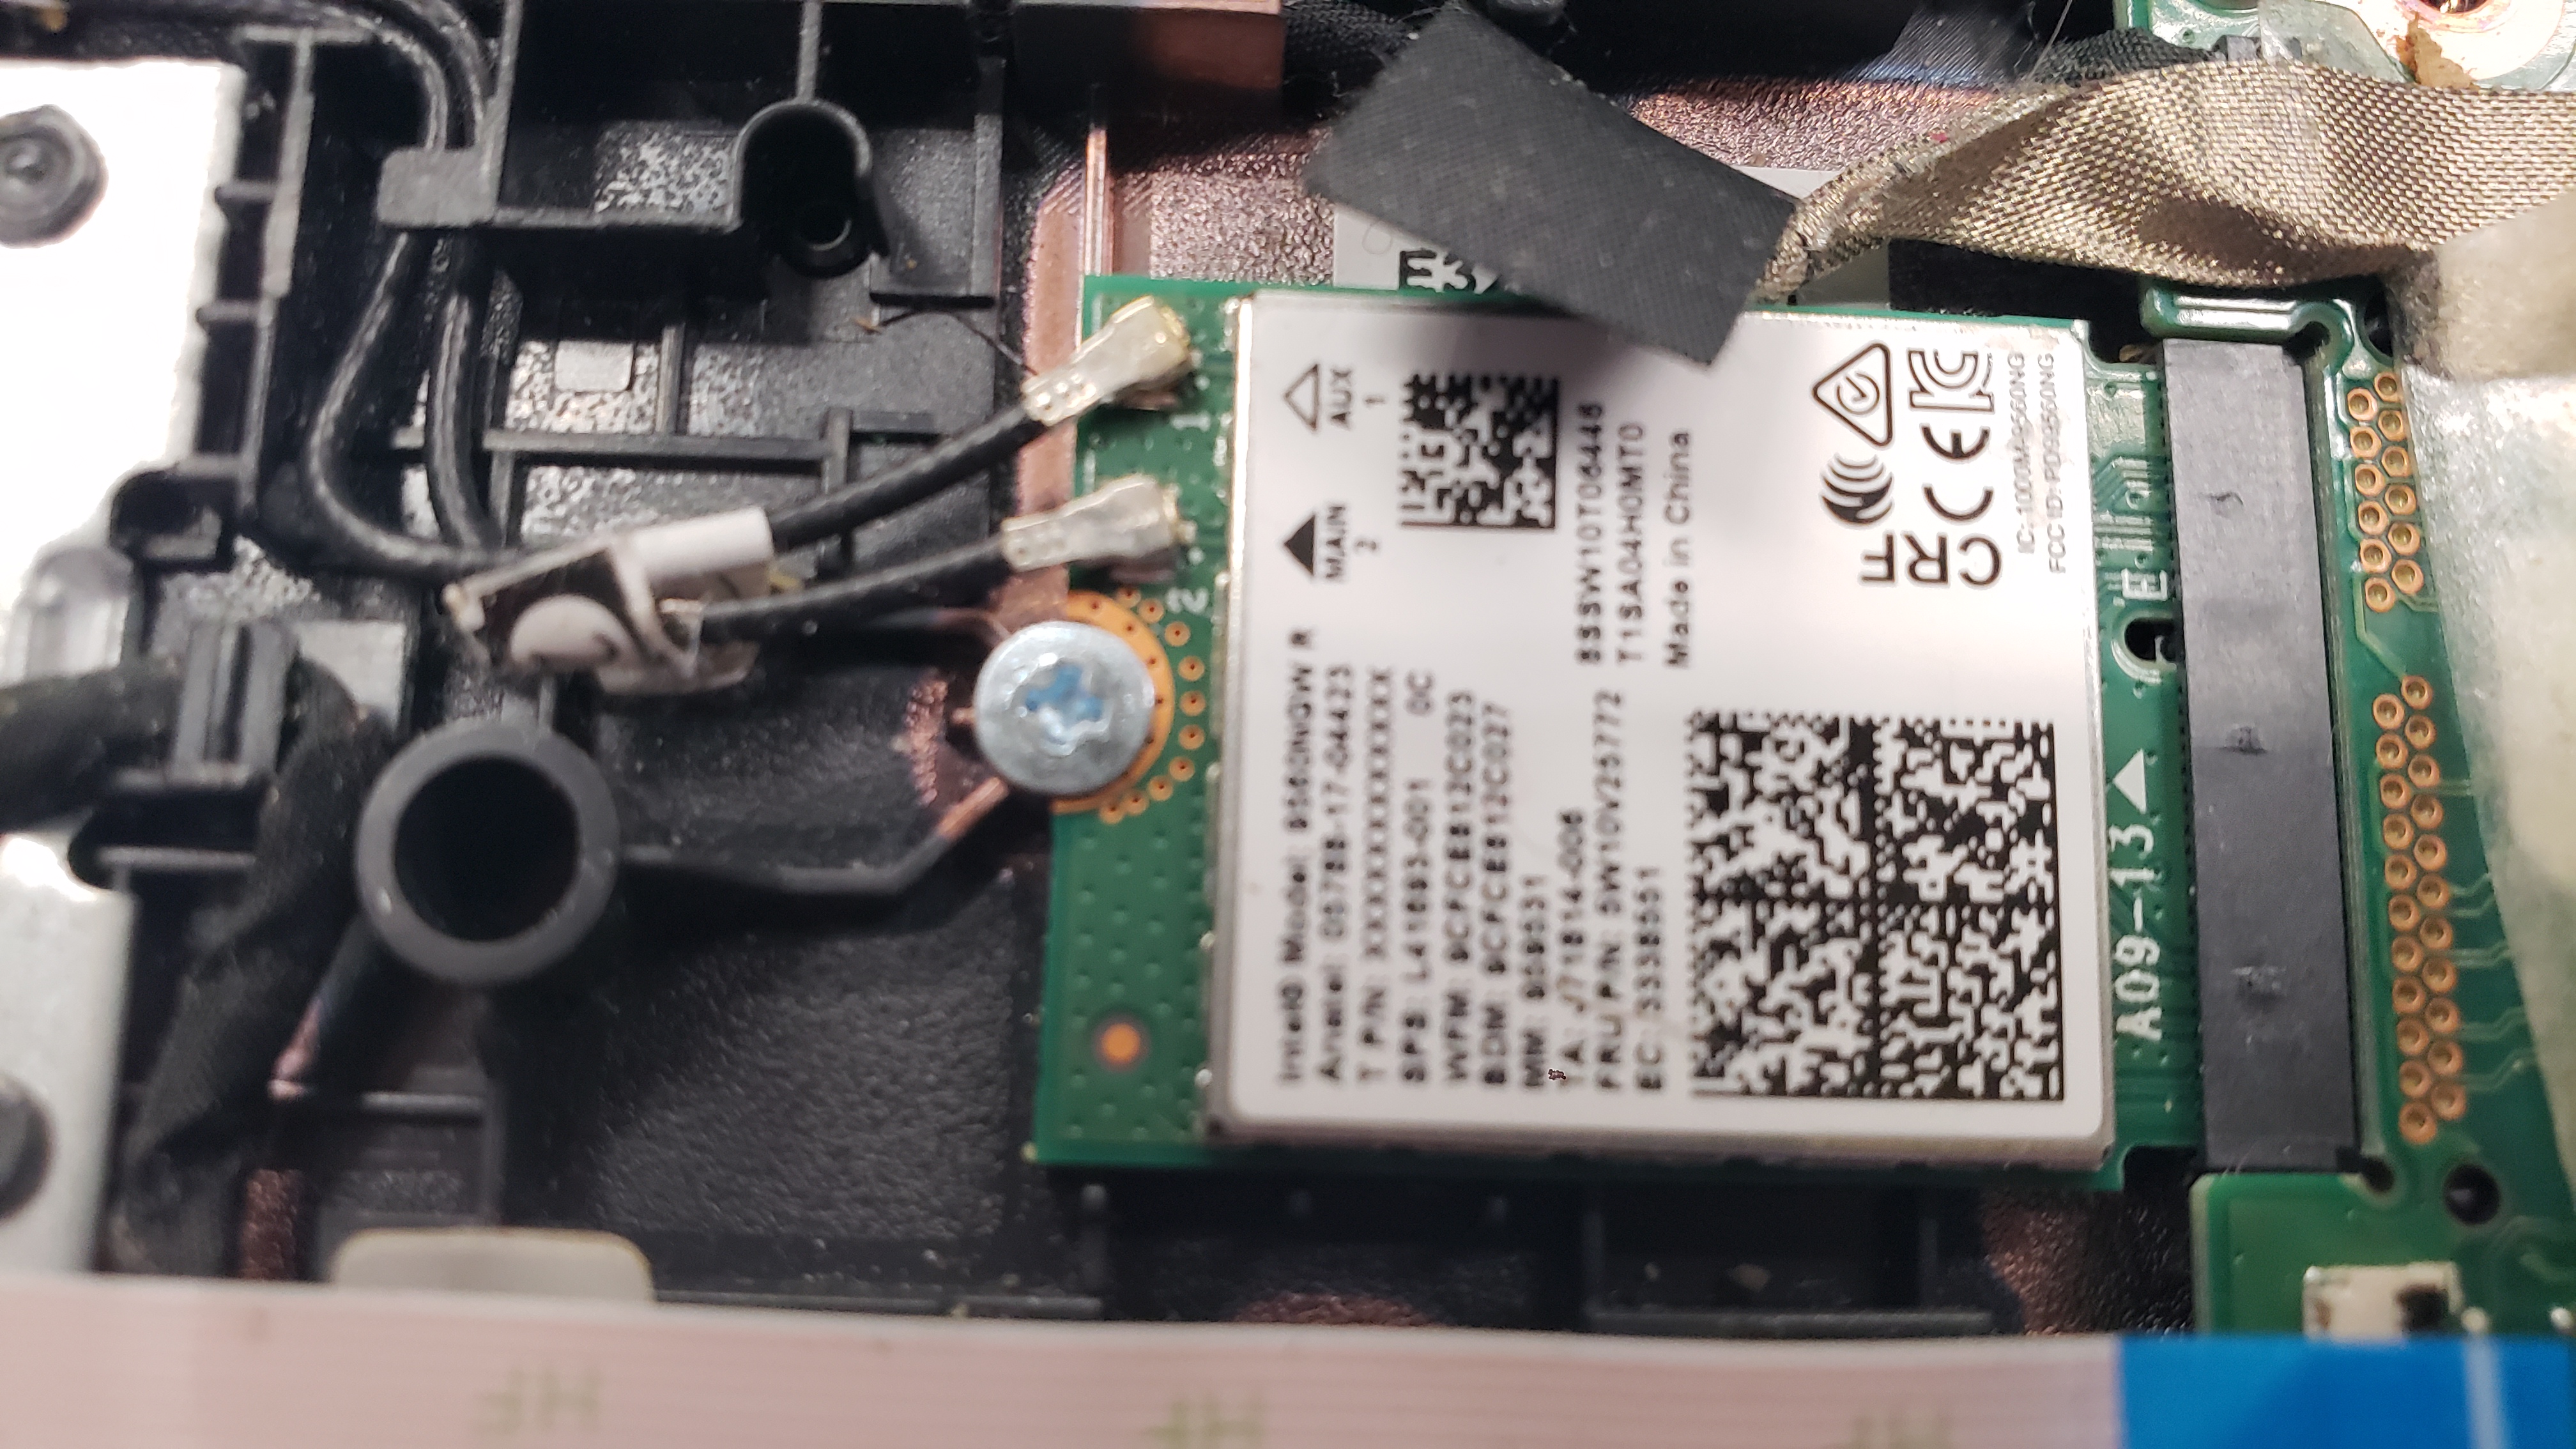 2
1
Intel® Model: 9560NGW R
MAIN
2
AUX
1
Anatel: 05788-17-04423
T P/N: XXXXXXXXXXXX
SPS: L41693-001 0C
WFM: 9CFCE812C023
BDM: 9CFCE812C027
MM: 959531
TA: J71814-006
FRU P/N: 5W10V25772
EC: 3338551
8SSW10T06446
T1SA04H0MT0
Made in China
CRF
CE
IC: 1000M-9560NG
FCC ID: PD99560NG
A09-13
E